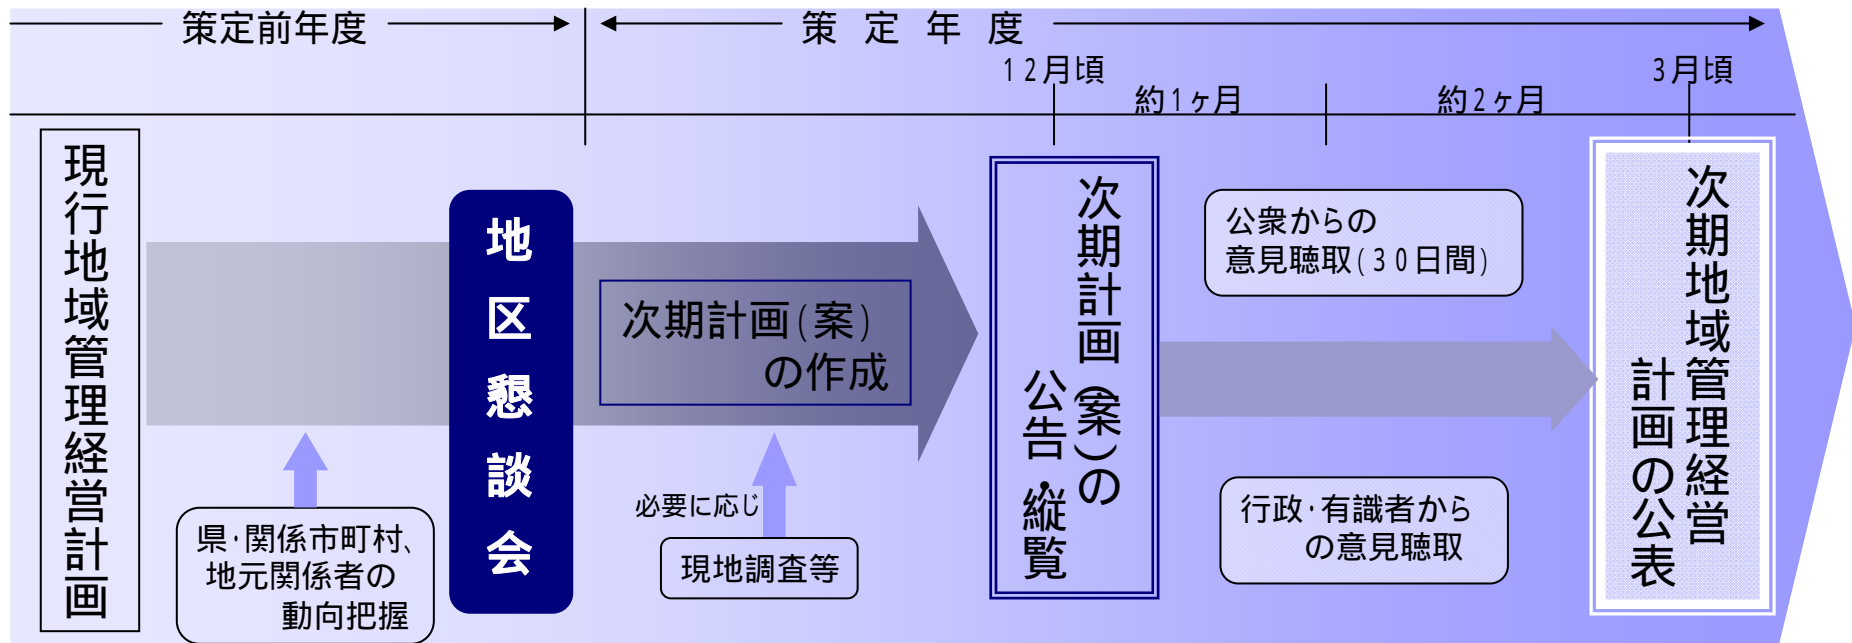 策定前年度
策定年度
12月頃
3月頃
約1ヶ月
約2ヶ月
現行地域管理経営計画
県・関係市町村、
地元関係者の
動向把握
地区懇談会
次期計画(案)
の作成
必要に応じ
現地調査等
次期計画(案)の
公告・縦覧
公衆からの
意見聴取(30日間)
行政・有識者から
の意見聴取
次期地域管理経営
計画の公表